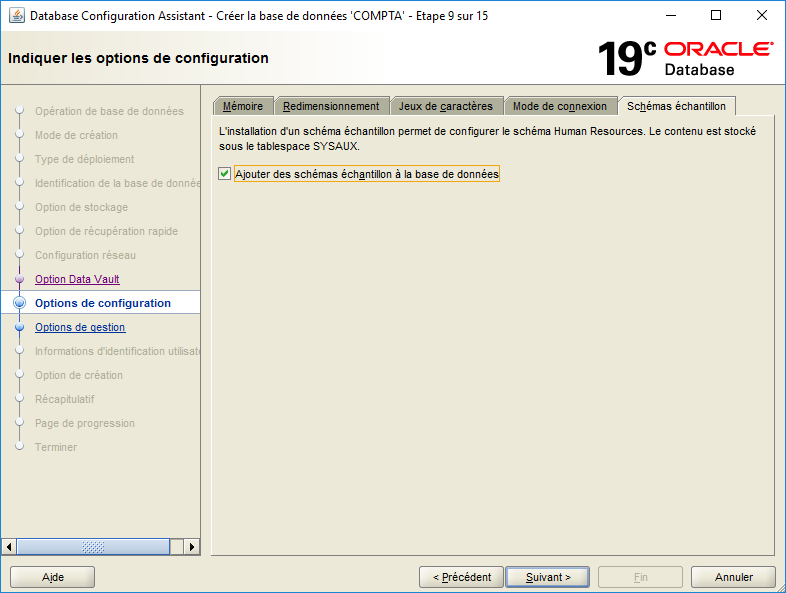 Database Configuration Assistant - Créer la base de données 'COMPTA' - Etape 9 sur 15
Indiquer les options de configuration
19c ORACLE
Database
Opération de base de données
Mode de création
Type de déploiement
Identification de la base de donnée
Option de stockage
Option de récupération rapide
Configuration réseau
Option Data Vault
Options de configuration
Options de gestion
Informations d'identification utilisate
Option de création
Récapitulatif
Page de progression
Terminer
Mémoire Redimensionnement Jeux de caractères Mode de connexion Schémas échantillon
L'installation d'un schéma échantillon permet de configurer le schéma Human Resources. Le contenu est stocké
sous le tablespace SYSAUX.
Ajouter des schémas échantillon à la base de données
Aide < Précédent Suivant > Fin Annuler